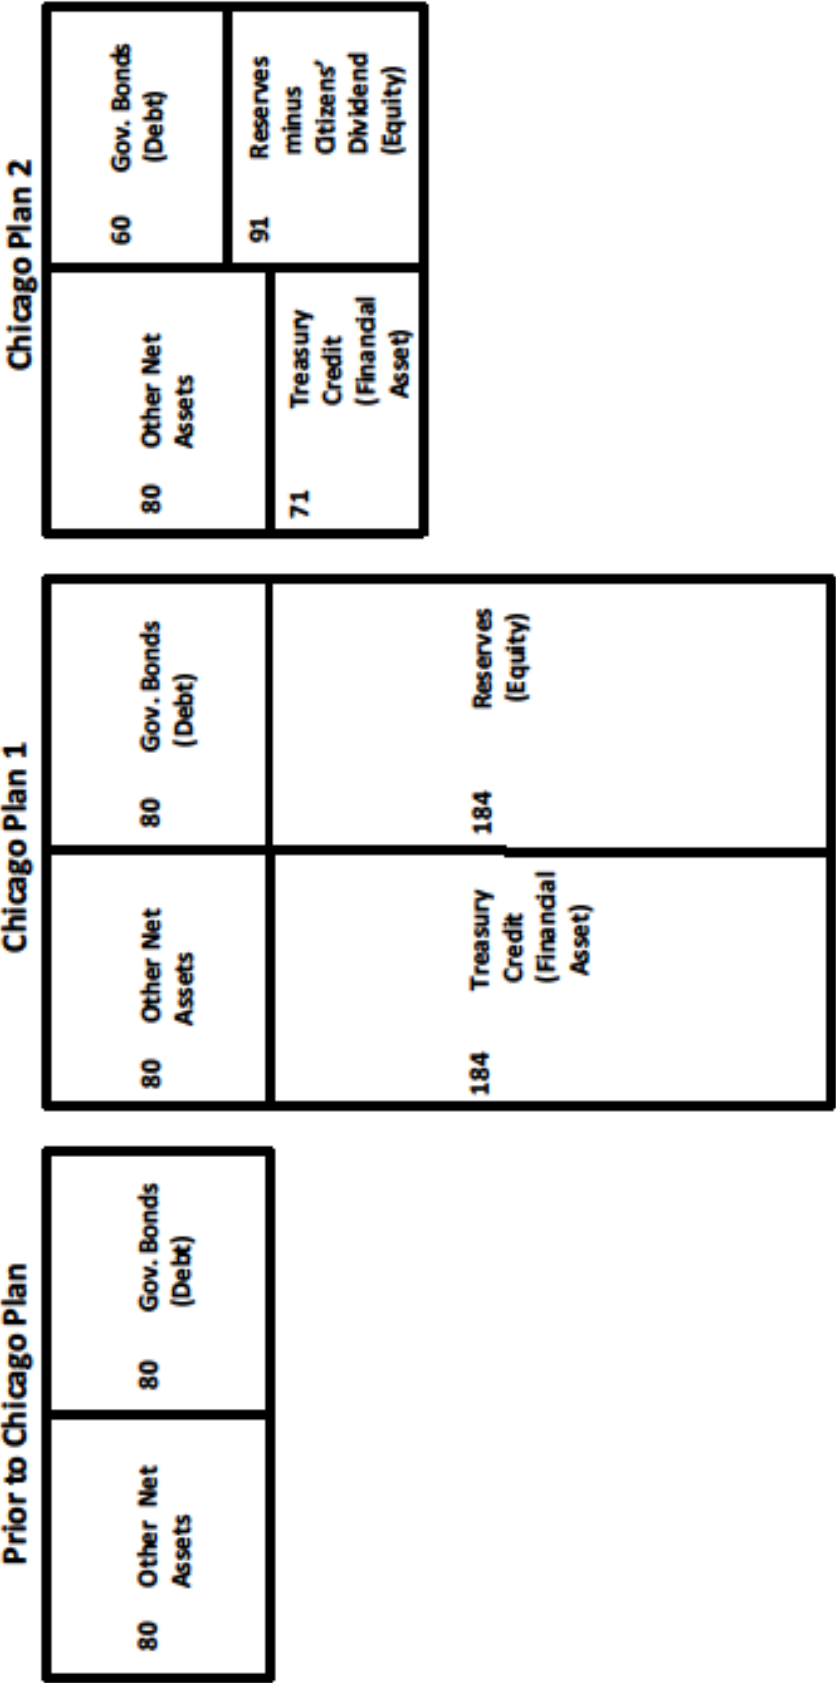 Prior to Chicago Plan
80 Other Net
Assets
80 Gov. Bonds
(Debt)
Chicago Plan 1
80 Other Net
Assets
80 Gov. Bonds
(Debt)
184 Treasury
Credit
(Financial
Asset)
184 Reserves
(Equity)
Chicago Plan 2
80 Other Net
Assets
60 Gov. Bonds
(Debt)
71 Treasury
Credit
(Financial
Asset)
91 Reserves
minus
Citizens’
Dividend
(Equity)